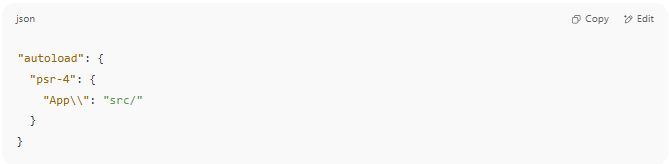 json
Copy
Edit
"autoload": {
  "psr-4": {
    "App\\": "src/"
  }
}